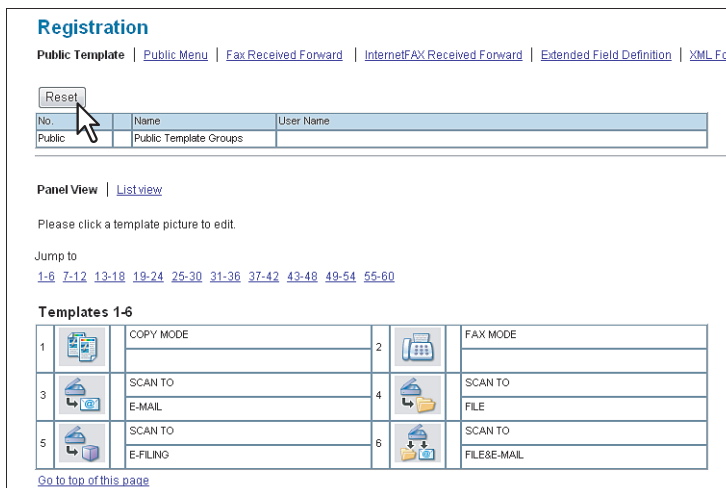 Registration
Public Template | Public Menu | Fax Received Forward | InternetFAX Received Forward | Extended Field Definition | XML Fo
Reset
No. Name User Name
Public Public Template Groups
Panel View | List view
Please click a template picture to edit.
Jump to
1-6 7-12 13-18 19-24 25-30 31-36 37-42 43-48 49-54 55-60
Templates 1-6
1 COPY MODE 2 FAX MODE
3 SCAN TO 4 SCAN TO
E-MAIL FILE
5 SCAN TO 6 SCAN TO
E-FILING FILE&E-MAIL
Go to top of this page